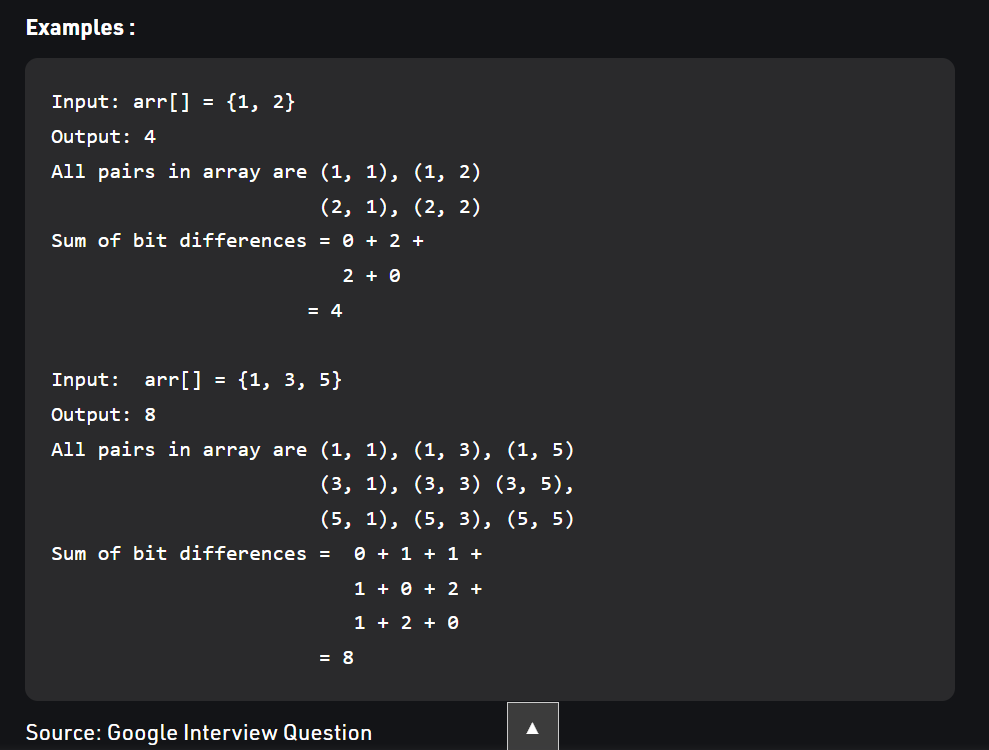 Examples :
Input: arr[] = {1, 2}
Output: 4
All pairs in array are (1, 1), (1, 2)
(2, 1), (2, 2)
Sum of bit differences = 0 + 2 +
2 + 0
= 4
Input:  arr[] = {1, 3, 5}
Output: 8
All pairs in array are (1, 1), (1, 3), (1, 5)
(3, 1), (3, 3) (3, 5),
(5, 1), (5, 3), (5, 5)
Sum of bit differences =  0 + 1 + 1 +
1 + 0 + 2 +
1 + 2 + 0
= 8
Source: Google Interview Question